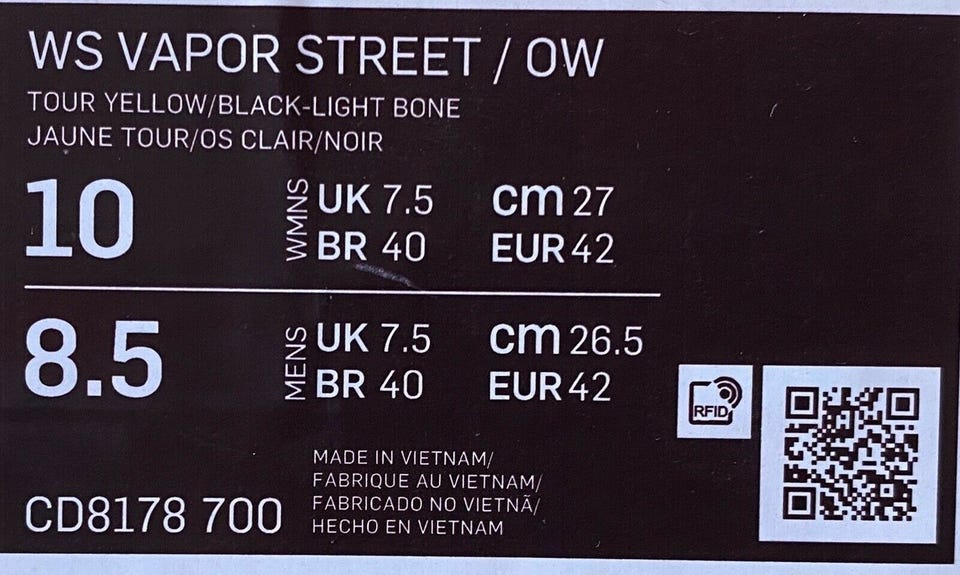 WS VAPOR STREET / OW
TOUR YELLOW/BLACK-LIGHT BONE
JAUNE TOUR/OS CLAIR/NOIR
10 WMNS UK 7.5 cm 27
BR 40 EUR 42
8.5 MENS UK 7.5 cm 26.5
BR 40 EUR 42
RFID
MADE IN VIETNAM/
FABRIQUE AU VIETNAM/
FABRICADO NO VIETNÃ/
HECHO EN VIETNAM
CD8178 700